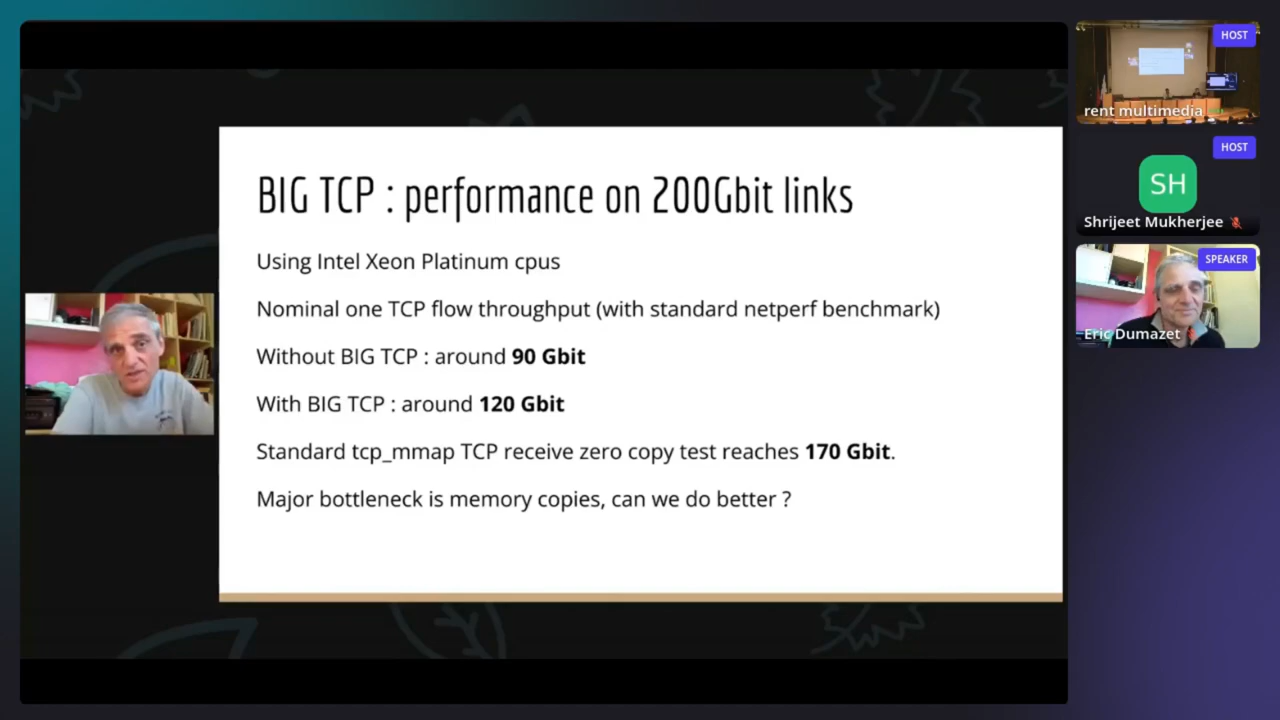 BIG TCP : performance on 200Gbit links
Using Intel Xeon Platinum cpus
Nominal one TCP flow throughput (with standard netperf benchmark)
Without BIG TCP : around 90 Gbit
With BIG TCP : around 120 Gbit
Standard tcp_mmap TCP receive zero copy test reaches 170 Gbit.
Major bottleneck is memory copies, can we do better ?
HOST
rent multimedia
HOST
SH
Shrijeet Mukherjee
SPEAKER
Eric Dumazet